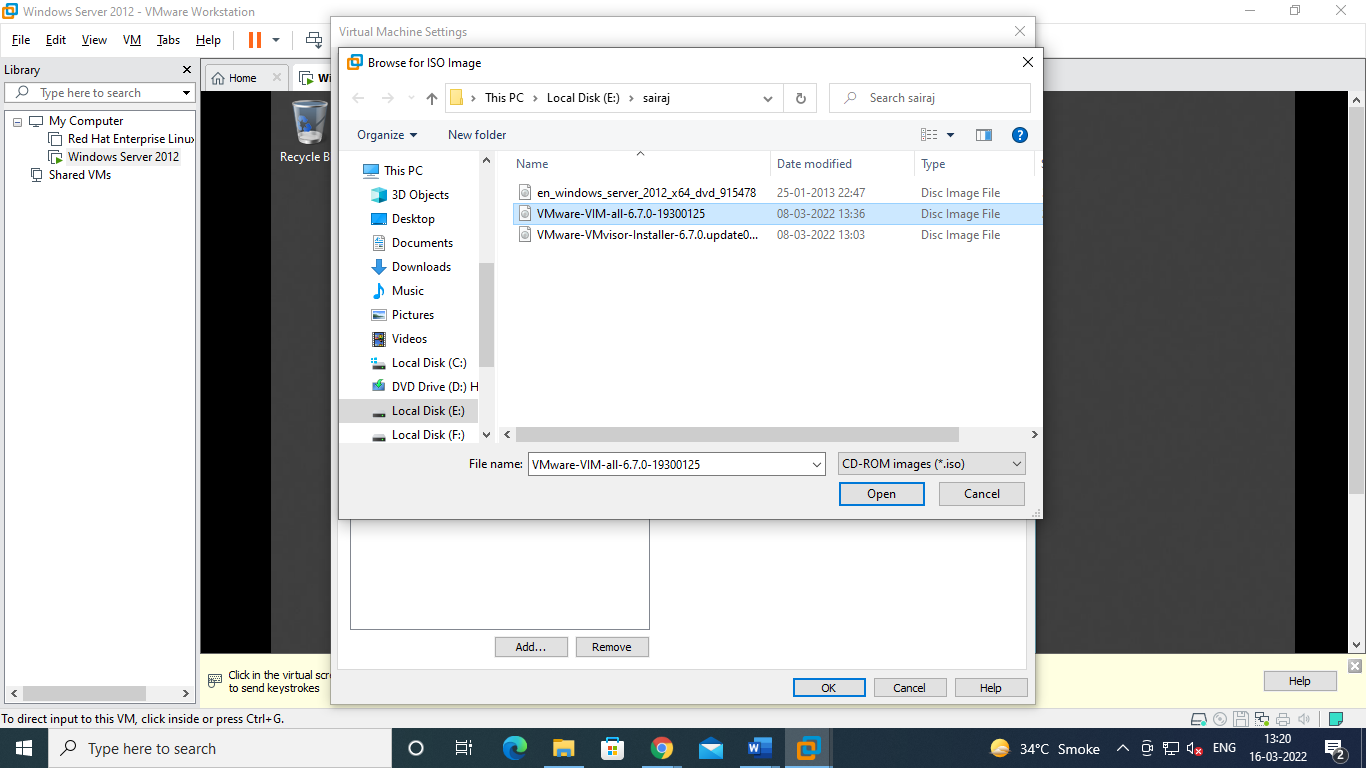 Windows Server 2012 - VMware Workstation
File Edit View VM Tabs Help
Library
Type here to search
My Computer
Red Hat Enterprise Linux
Windows Server 2012
Shared VMs
Home
Wi
Recycle B
Virtual Machine Settings
Browse for ISO Image
This PC Local Disk (E:) sairaj
Search sairaj
Organize New folder
This PC
3D Objects
Desktop
Documents
Downloads
Music
Pictures
Videos
Local Disk (C:)
DVD Drive (D:) H
Local Disk (E:)
Local Disk (F:)
Name Date modified Type
en_windows_server_2012_x64_dvd_915478 25-01-2013 22:47 Disc Image File
VMware-VIM-all-6.7.0-19300125 08-03-2022 13:36 Disc Image File
VMware-VMvisor-Installer-6.7.0.update0... 08-03-2022 13:03 Disc Image File
File name: VMware-VIM-all-6.7.0-19300125 CD-ROM images (*.iso)
Open Cancel
Add... Remove
OK Cancel Help
Click in the virtual scre
to send keystrokes
Help
To direct input to this VM, click inside or press Ctrl+G.
Type here to search
34°C Smoke
ENG
13:20
16-03-2022
2